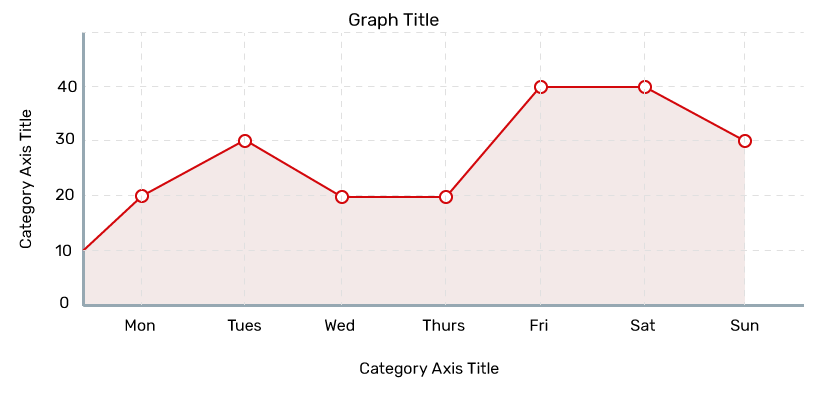 Graph Title
Category Axis Title
40
30
20
10
0
Mon Tues Wed Thurs Fri Sat Sun
Category Axis Title